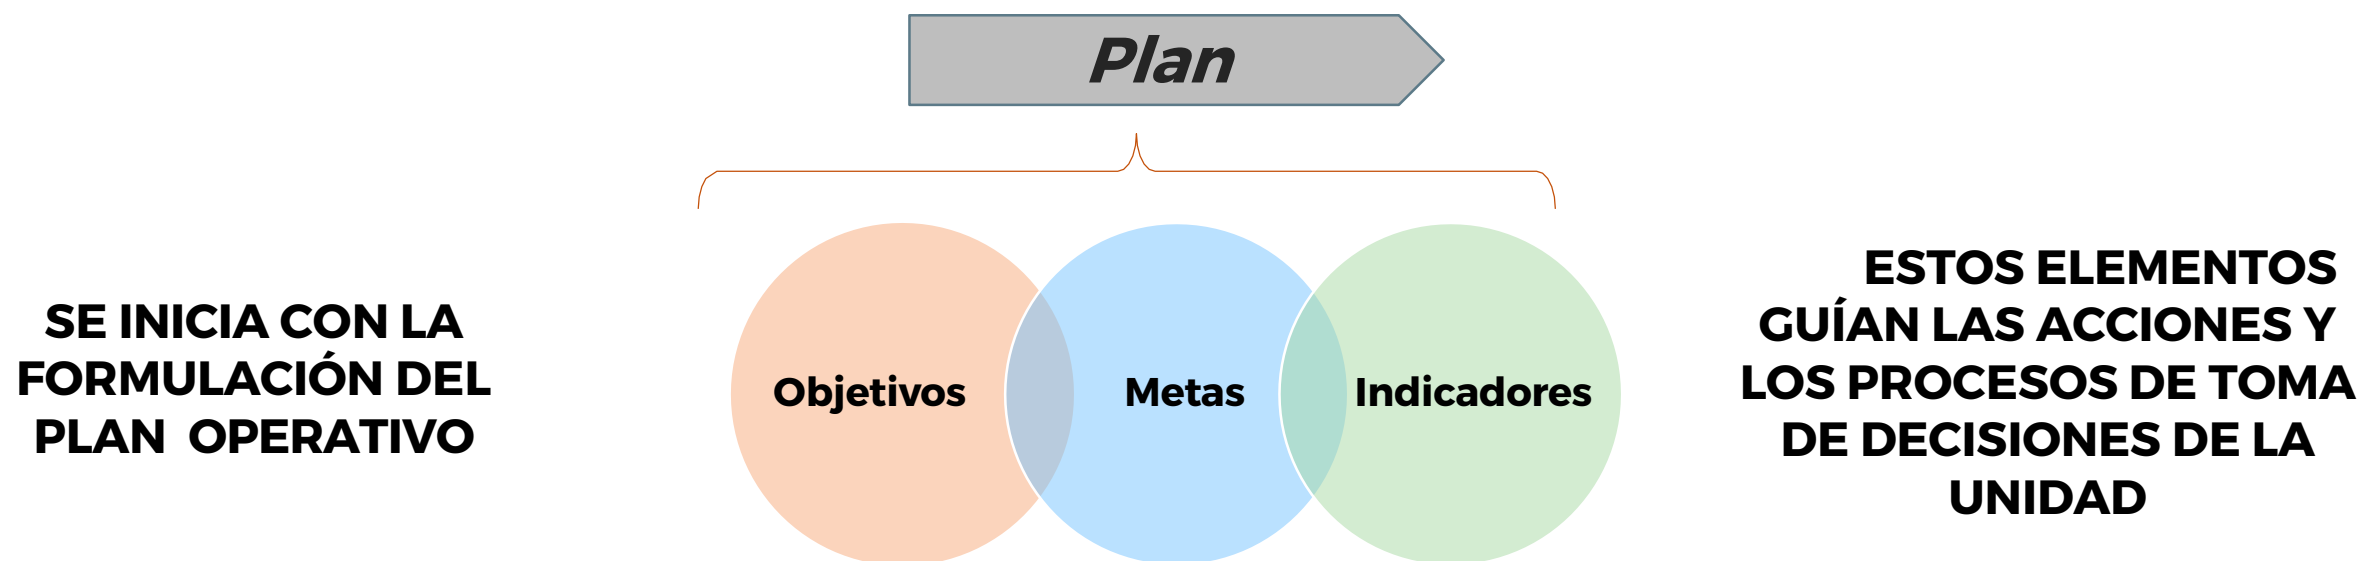 Plan
SE INICIA CON LA
FORMULACIÓN DEL
PLAN OPERATIVO
Objetivos
Metas
Indicadores
ESTOS ELEMENTOS
GUÍAN LAS ACCIONES Y
LOS PROCESOS DE TOMA
DE DECISIONES DE LA
UNIDAD